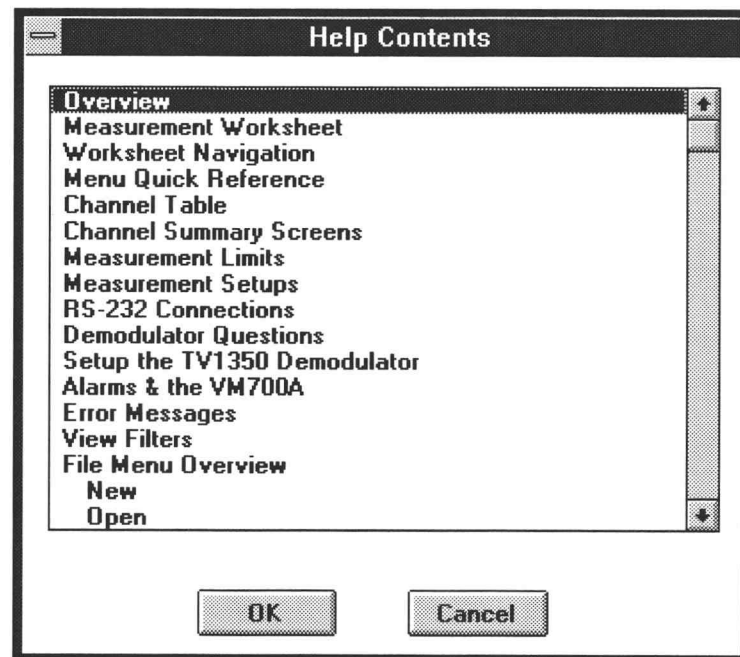 Help Contents
Overview
Measurement Worksheet
Worksheet Navigation
Menu Quick Reference
Channel Table
Channel Summary Screens
Measurement Limits
Measurement Setups
RS-232 Connections
Demodulator Questions
Setup the TV1350 Demodulator
Alarms & the VM700A
Error Messages
View Filters
File Menu Overview
New
Open
OK Cancel